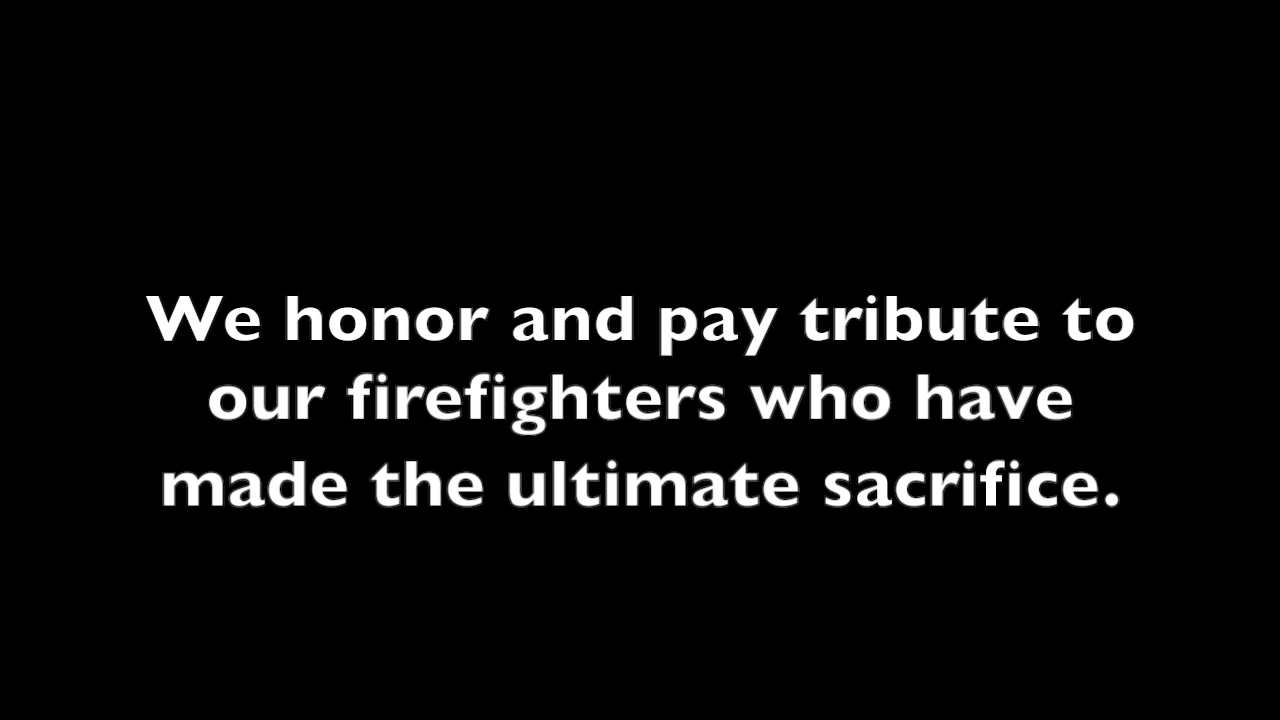 We honor and pay tribute to
our firefighters who have
made the ultimate sacrifice.